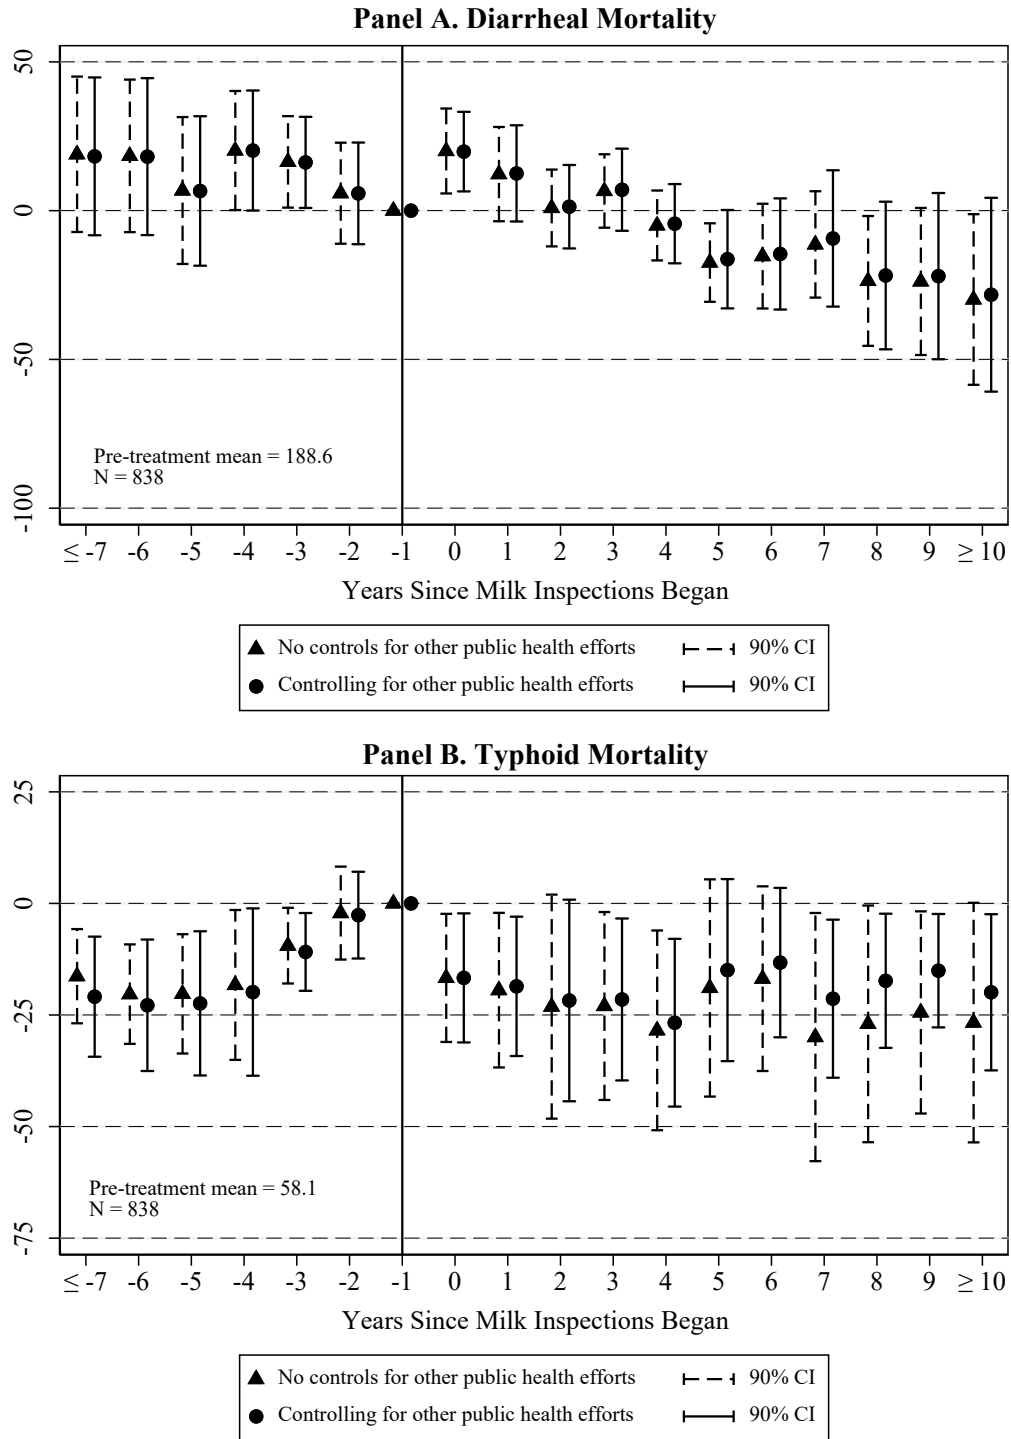 Panel A. Diarrheal Mortality
50
0
-50
-100
Pre-treatment mean = 188.6
N = 838
≤ -7 -6 -5 -4 -3 -2 -1 0 1 2 3 4 5 6 7 8 9 ≥ 10
Years Since Milk Inspections Began
No controls for other public health efforts 90% CI
Controlling for other public health efforts 90% CI
Panel B. Typhoid Mortality
25
0
-25
-50
-75
Pre-treatment mean = 58.1
N = 838
≤ -7 -6 -5 -4 -3 -2 -1 0 1 2 3 4 5 6 7 8 9 ≥ 10
Years Since Milk Inspections Began
No controls for other public health efforts 90% CI
Controlling for other public health efforts 90% CI